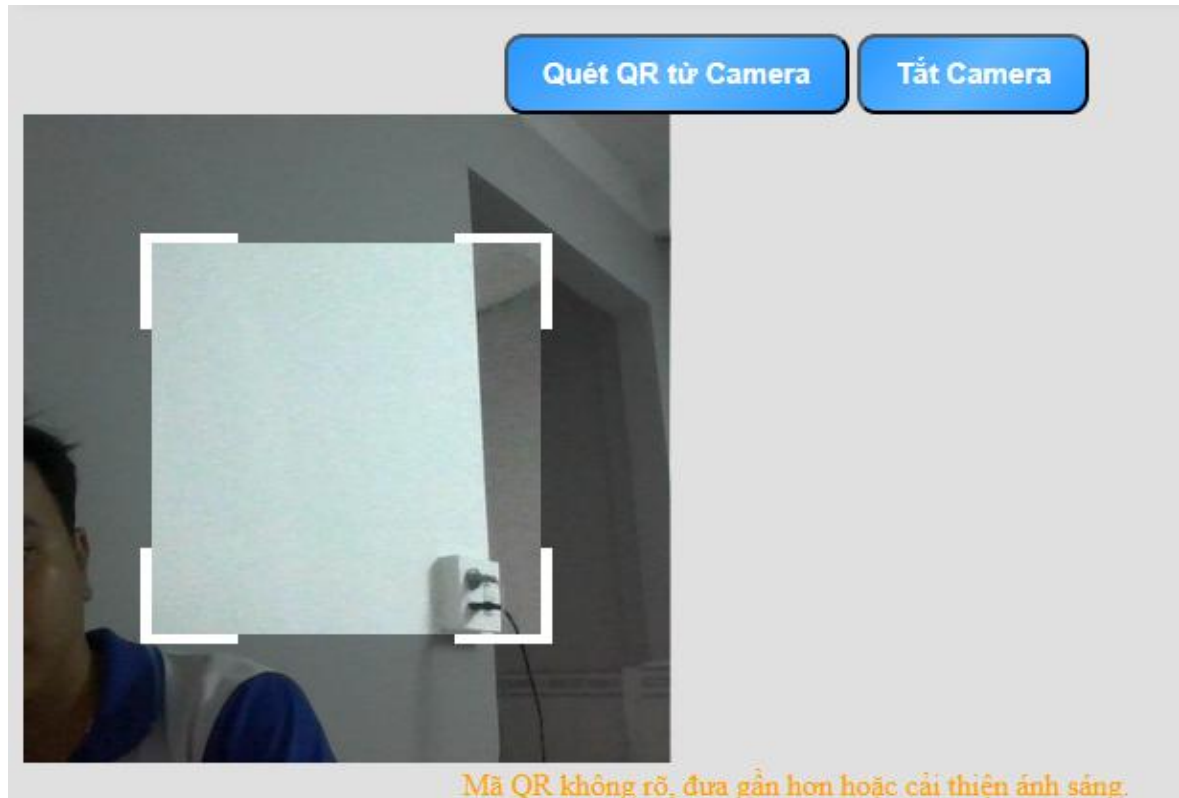 Quét QR từ Camera
Tắt Camera
Mã QR không rõ, đưa gần hơn hoặc cải thiện ánh sáng.